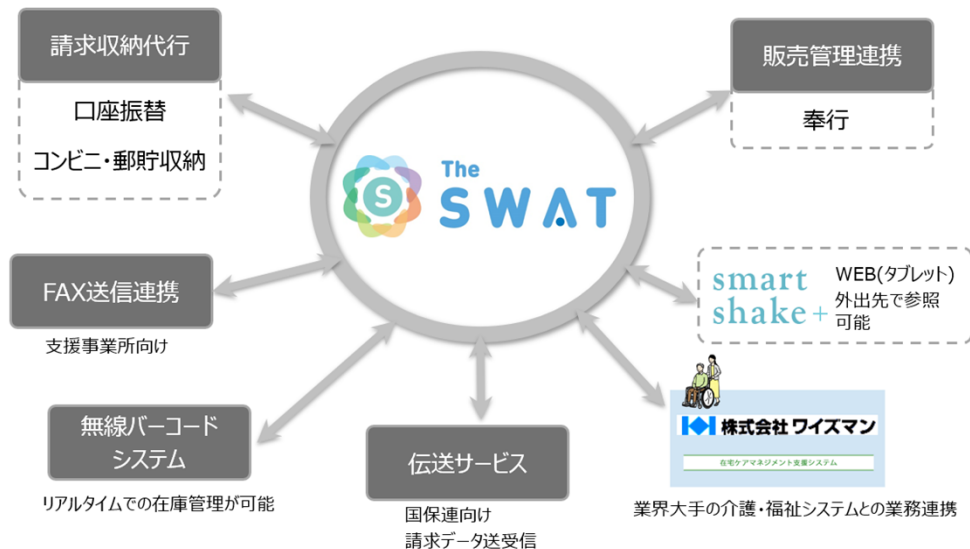 請求収納代行
口座振替
コンビニ・郵貯収納
販売管理連携
奉行
The
S
SWAT
FAX送信連携
支援事業所向け
smart
shake+
WEB(タブレット)
外出先で参照
可能
無線バーコード
システム
リアルタイムでの在庫管理が可能
伝送サービス
国保連向け
請求データ送受信
株式会社 ワイズマン
在宅ケアマネジメント支援システム
業界大手の介護・福祉システムとの業務連携